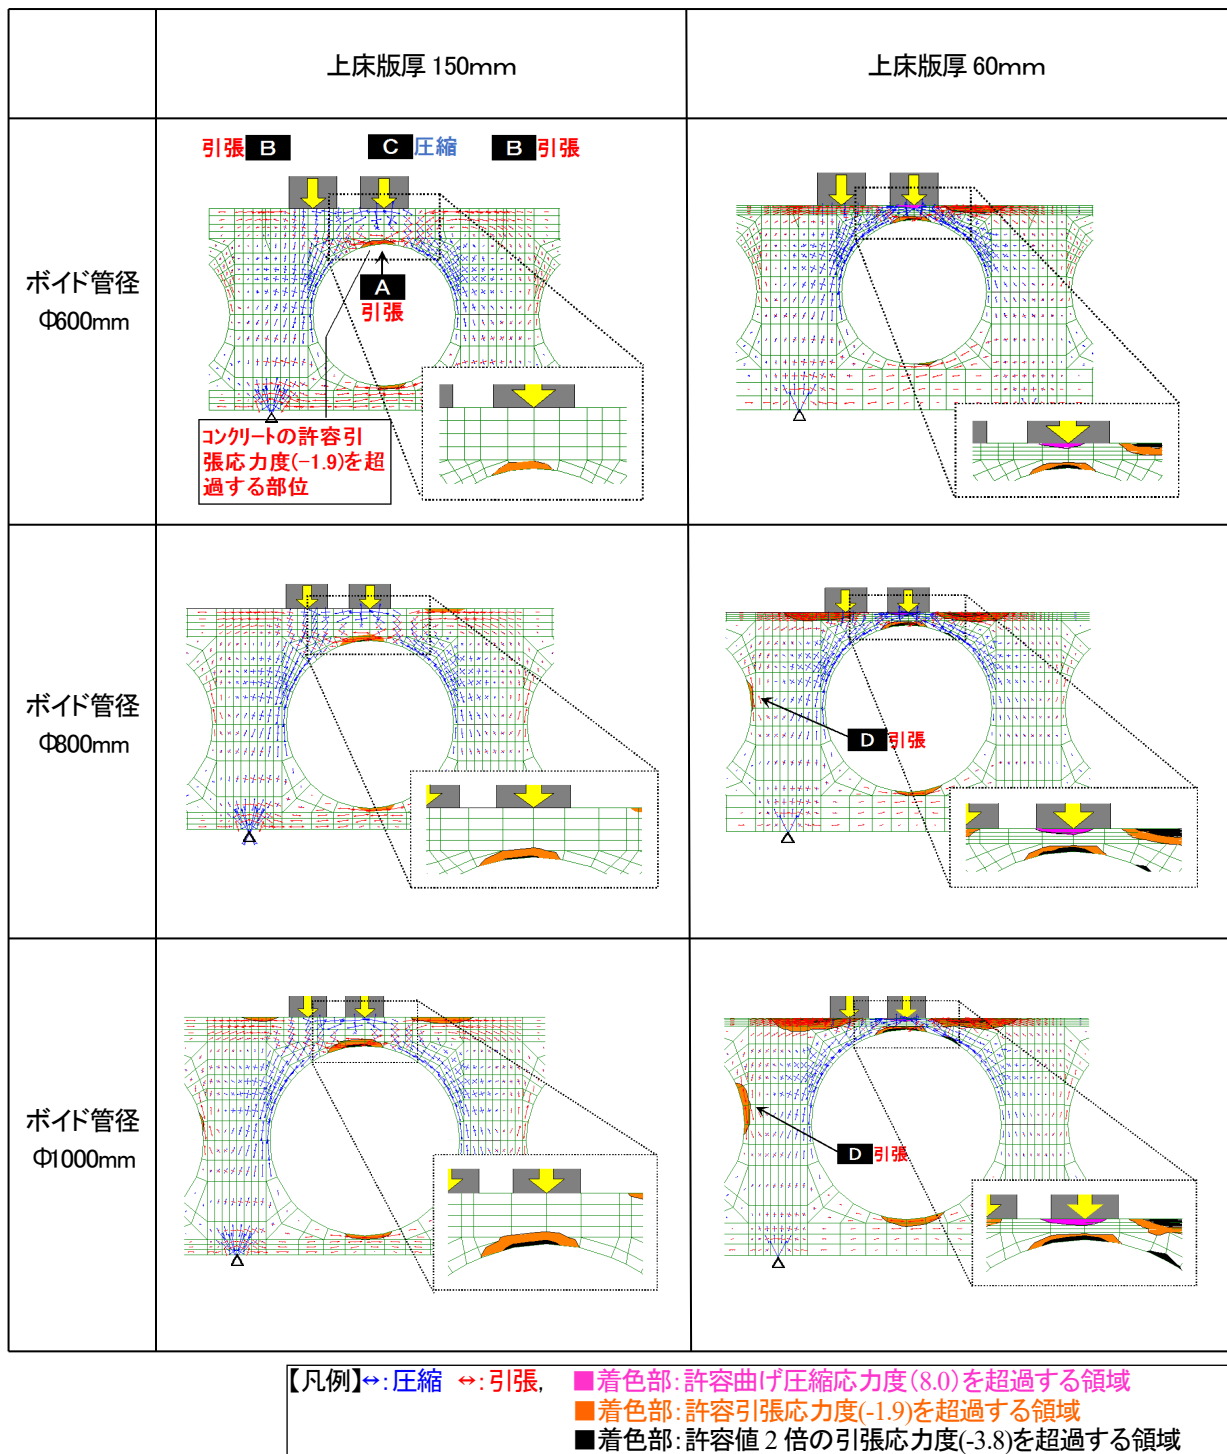 上床版厚 150mm
上床版厚 60mm
ボイド管径
Φ600mm
引張 B
C 圧縮
B 引張
A
引張
コンクリートの許容引
張応力度(-1.9)を超
過する部位
ボイド管径
Φ800mm
D 引張
ボイド管径
Φ1000mm
D 引張
【凡例】↔:圧縮 ↔:引張, ■着色部:許容曲げ圧縮応力度(8.0)を超過する領域
■着色部:許容引張応力度(-1.9)を超過する領域
■着色部:許容値 2 倍の引張応力度(-3.8)を超過する領域